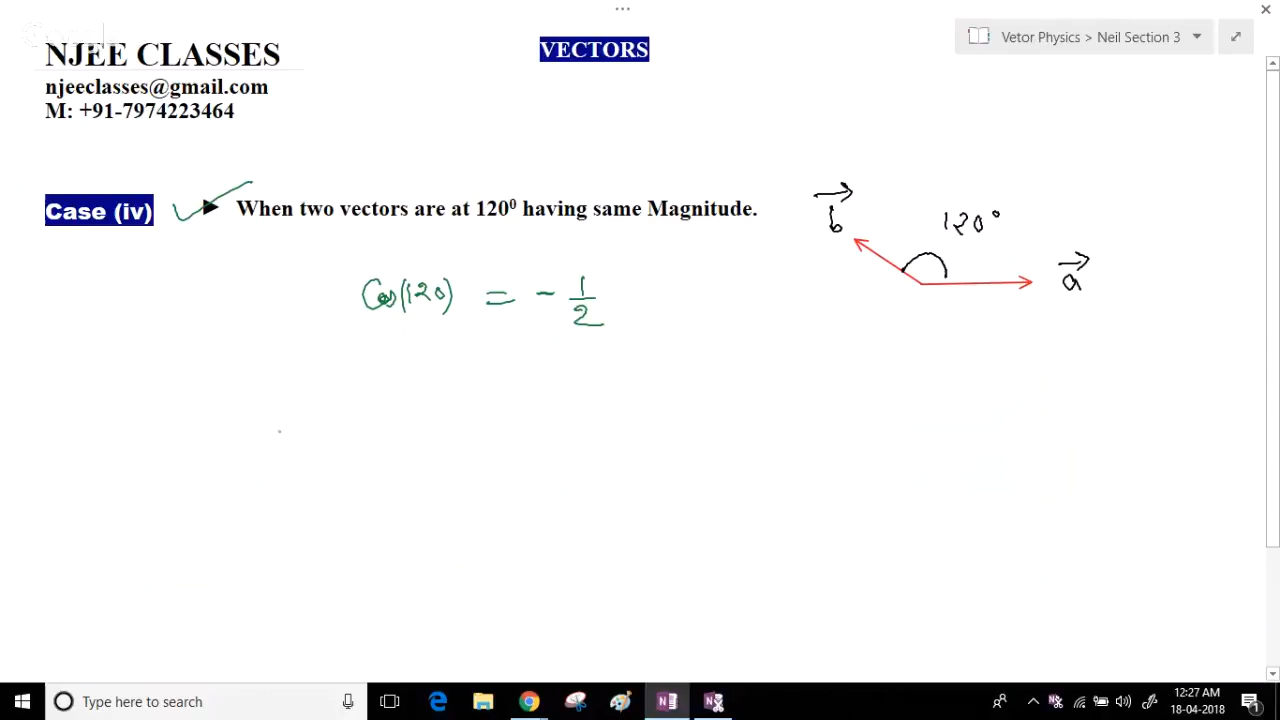 NJEE CLASSES
njeeclasses@gmail.com
M: +91-7974223464
VECTORS
Vetor Physics > Neil Section 3
Case (iv) ► When two vectors are at 120⁰ having same Magnitude.
b
120°
a
Cos(120) = - 1/2
Type here to search
12:27 AM
18-04-2018
1